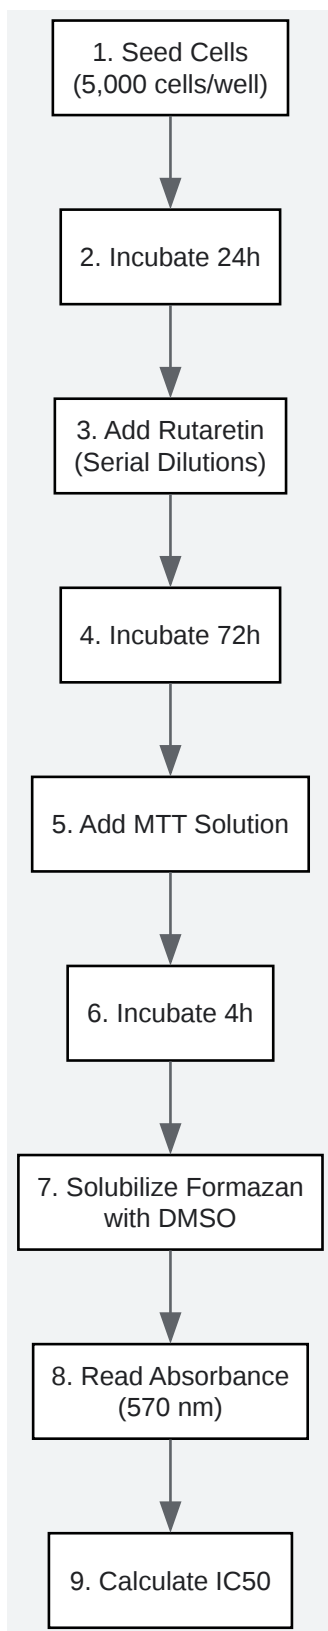 1. Seed Cells
(5,000 cells/well)
2. Incubate 24h
3. Add Rutaretin
(Serial Dilutions)
4. Incubate 72h
5. Add MTT Solution
6. Incubate 4h
7. Solubilize Formazan
with DMSO
8. Read Absorbance
(570 nm)
9. Calculate IC50